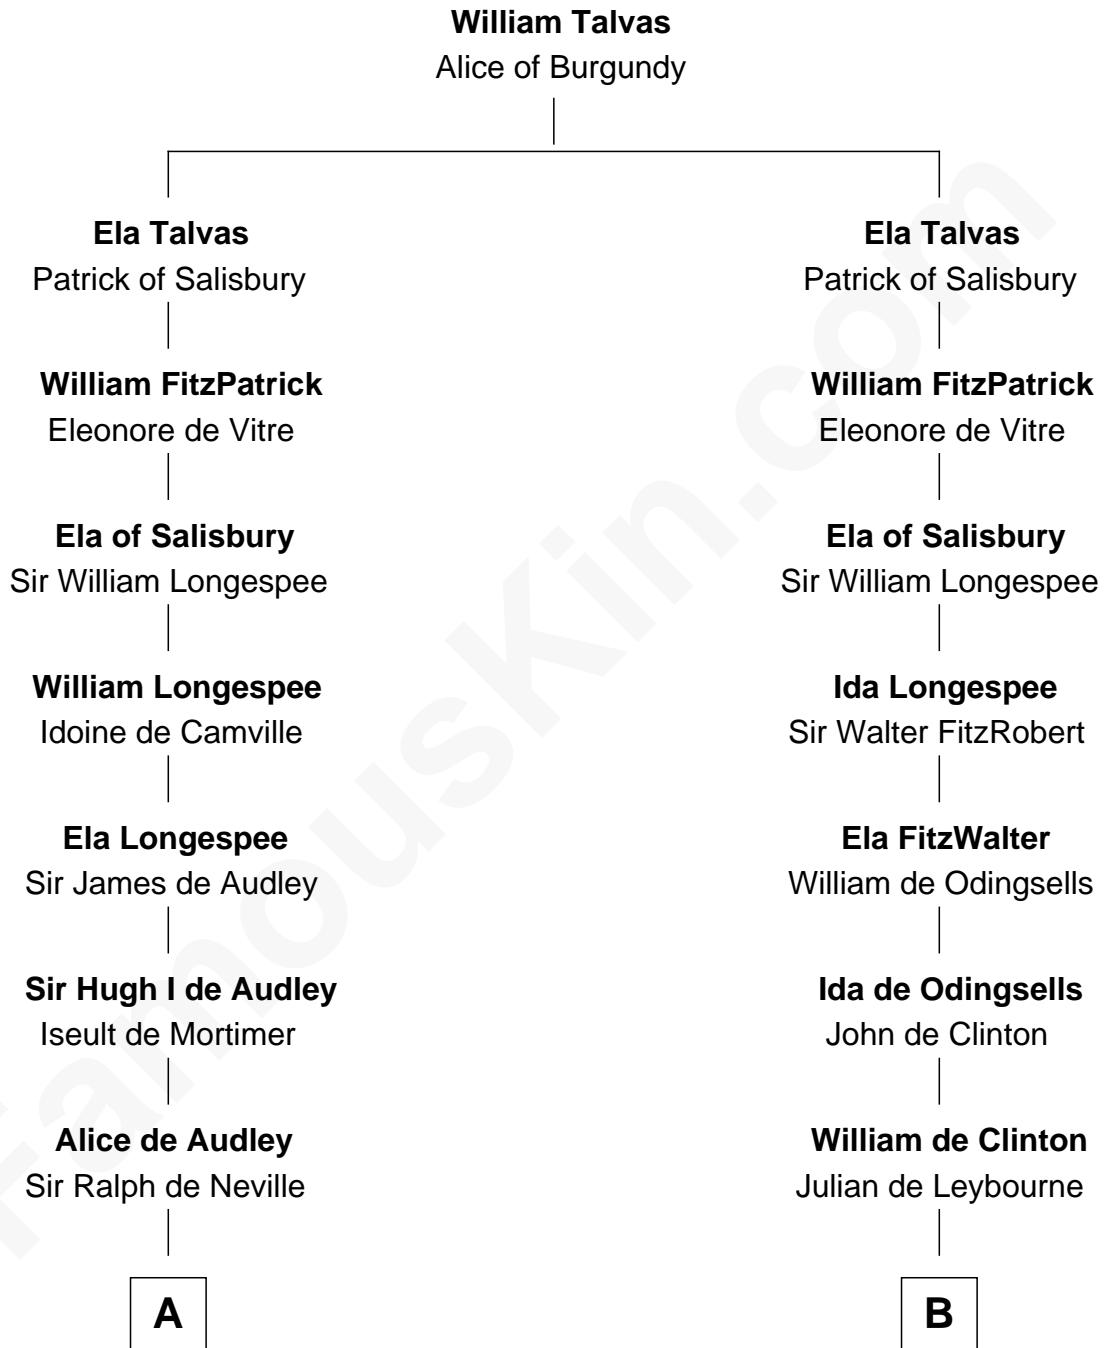 William Talvas
Alice of Burgundy
Ela Talvas
Patrick of Salisbury
William FitzPatrick
Eleonore de Vitre
Ela of Salisbury
Sir William Longespee
William Longespee
Idoine de Camville
Ela Longespee
Sir James de Audley
Sir Hugh I de Audley
Iseult de Mortimer
Alice de Audley
Sir Ralph de Neville
A
Ela Talvas
Patrick of Salisbury
William FitzPatrick
Eleonore de Vitre
Ela of Salisbury
Sir William Longespee
Ida Longespee
Sir Walter FitzRobert
Ela FitzWalter
William de Odingsells
Ida de Odingsells
John de Clinton
William de Clinton
Julian de Leybourne
B
FamousKin.com